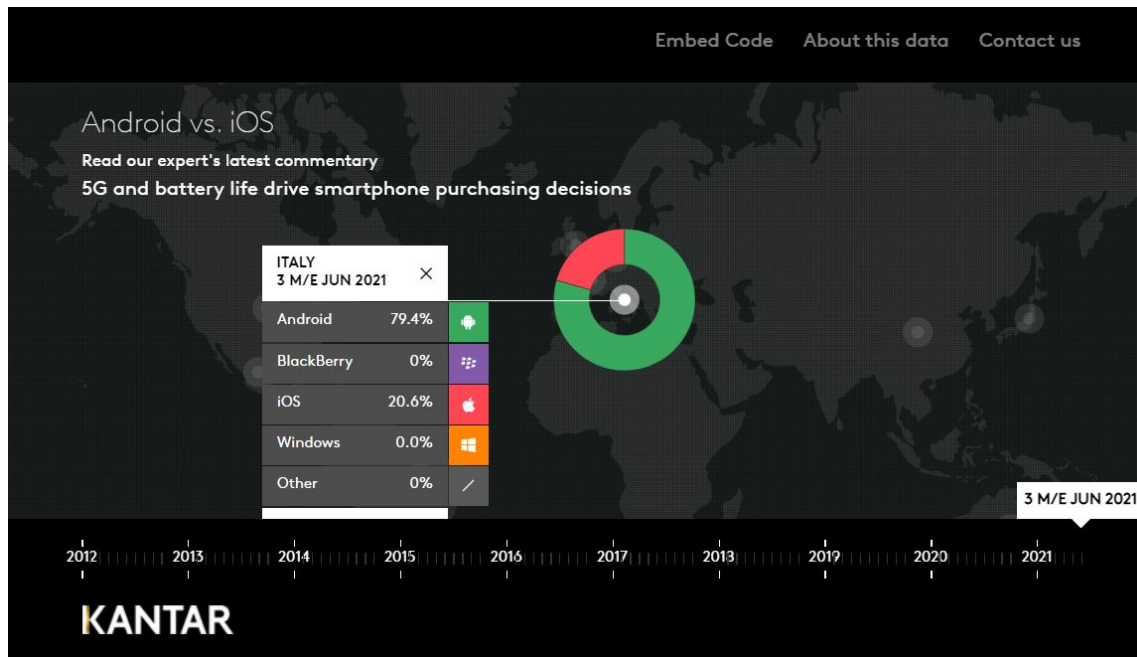 Embed Code About this data Contact us
Android vs. iOS
Read our expert's latest commentary
5G and battery life drive smartphone purchasing decisions
ITALY
3 M/E JUN 2021
Android 79.4%
BlackBerry 0%
iOS 20.6%
Windows 0.0%
Other 0%
3 M/E JUN 2021
2012 2013 2014 2015 2016 2017 2018 2019 2020 2021
KANTAR